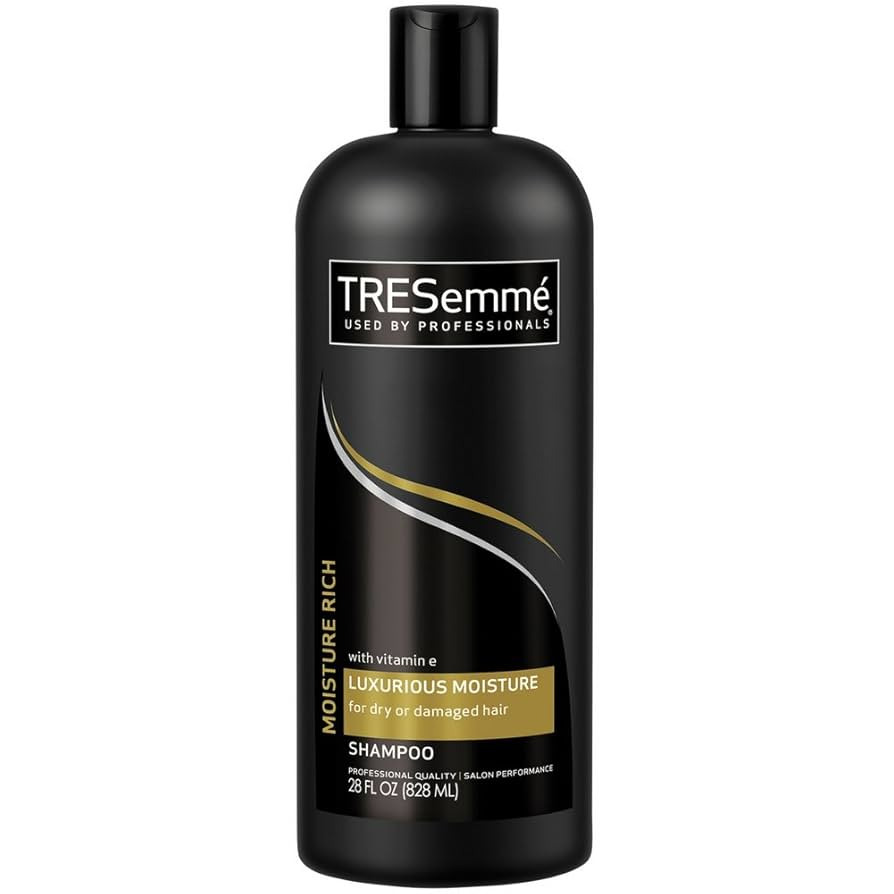 TRESemmé®
USED BY PROFESSIONALS
MOISTURE RICH
with vitamin e
LUXURIOUS MOISTURE
for dry or damaged hair
SHAMPOO
PROFESSIONAL QUALITY | SALON PERFORMANCE
28 FL OZ (828 ML)